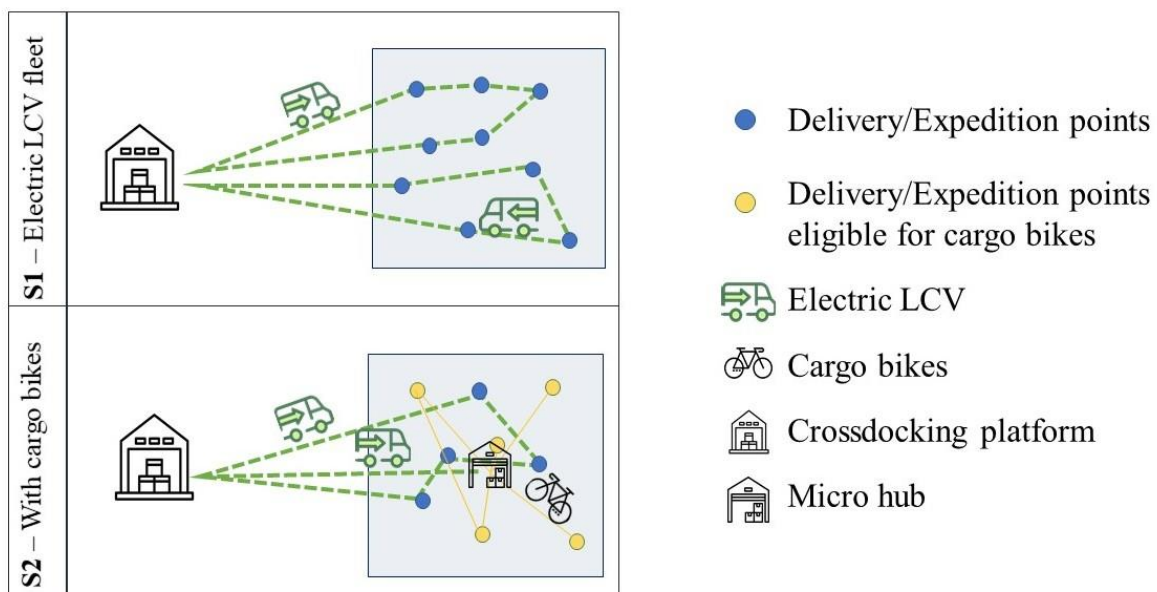 S1 – Electric LCV fleet
S2 – With cargo bikes
Delivery/Expedition points
Delivery/Expedition points
eligible for cargo bikes
Electric LCV
Cargo bikes
Crossdocking platform
Micro hub